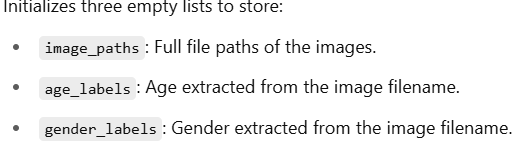 Initializes three empty lists to store:
• image_paths: Full file paths of the images.
• age_labels: Age extracted from the image filename.
• gender_labels: Gender extracted from the image filename.